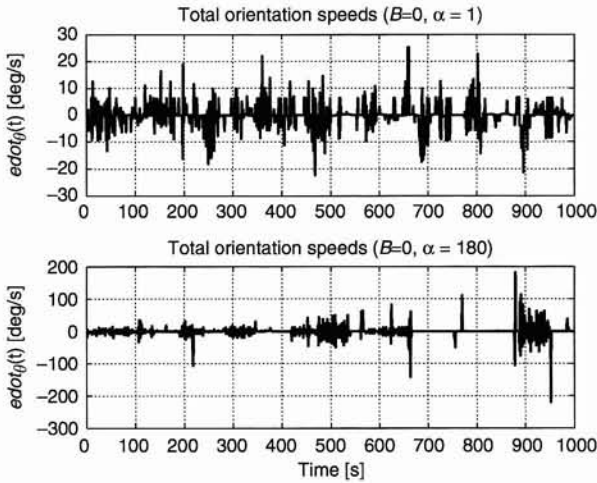 Total orientation speeds (B=0, α = 1)
edotθ(t) [deg/s]
30
20
10
0
−10
−20
−30
0 100 200 300 400 500 600 700 800 900 1000
Total orientation speeds (B=0, α = 180)
edotθ(t) [deg/s]
200
100
0
−100
−200
−300
0 100 200 300 400 500 600 700 800 900 1000
Time [s]